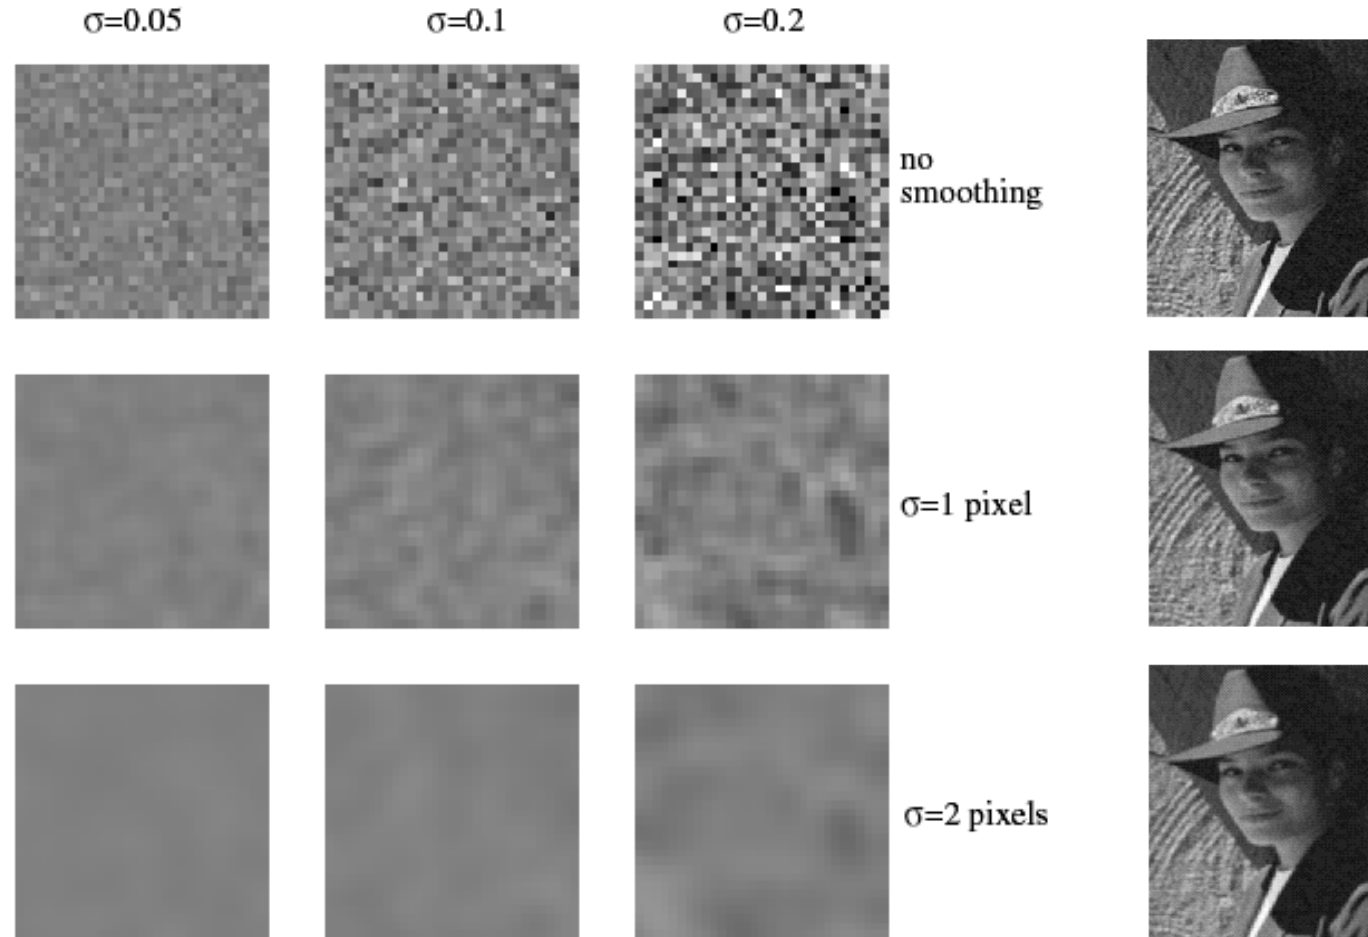 σ=0.05
σ=0.1
σ=0.2
no
smoothing
σ=1 pixel
σ=2 pixels